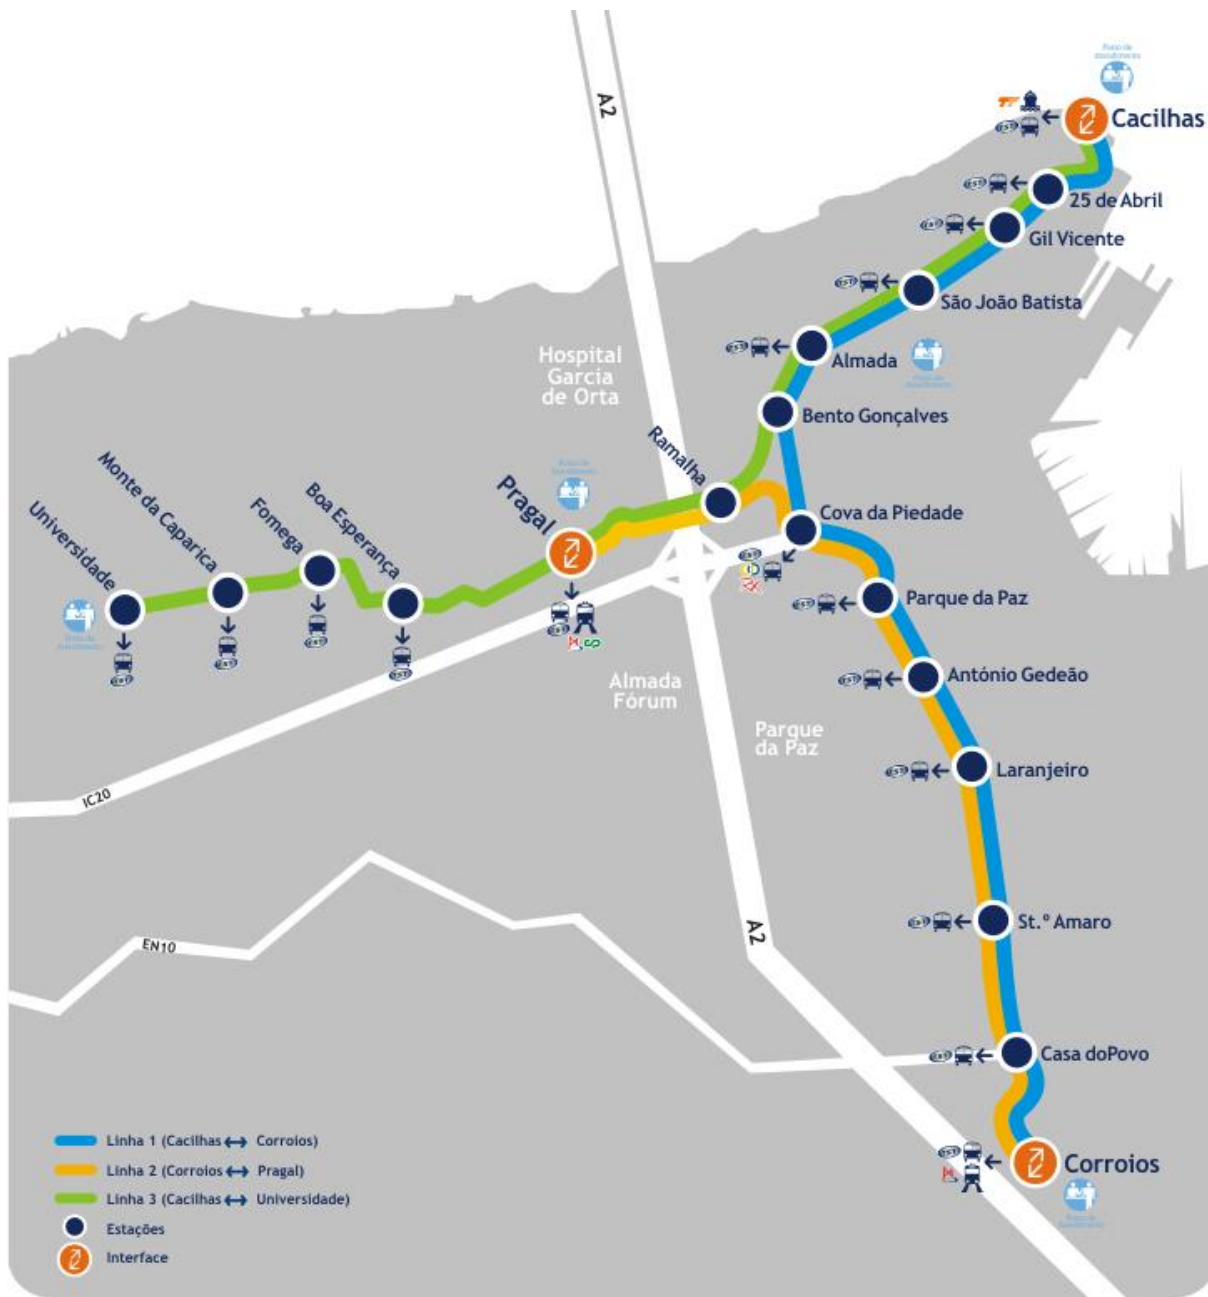 Cacilhas
25 de Abril
Gil Vicente
São João Batista
Almada
Bento Gonçalves
A2
Hospital
Garcia
de Orta
Ramalha
Pragal
Boa Esperança
Fomega
Monte da Caparica
Universidade
Cova da Piedade
Parque da Paz
António Gedeão
Laranjeiro
Almada
Fórum
Parque
da Paz
IC20
EN10
A2
St.º Amaro
Casa doPovo
Corroios
Linha 1 (Cacilhas ↔ Corroios)
Linha 2 (Corroios ↔ Pragal)
Linha 3 (Cacilhas ↔ Universidade)
Estações
Interface